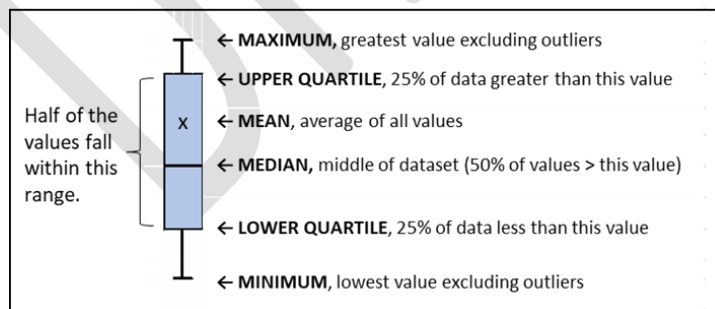 ← MAXIMUM, greatest value excluding outliers
← UPPER QUARTILE, 25% of data greater than this value
Half of the
values fall
within this
range.
x
← MEAN, average of all values
← MEDIAN, middle of dataset (50% of values > this value)
← LOWER QUARTILE, 25% of data less than this value
← MINIMUM, lowest value excluding outliers